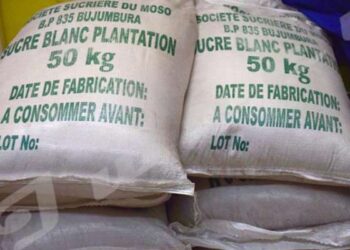 SOCIETE SUCRIERE DU MOSO
B.P 835 BUJUMBURA
SUCRE BLANC PLANTATION
50 kg
DATE DE FABRICATION:
A CONSOMMER AVANT:
LOT No:
SOCIETE SUCRIERE DU MOSO
B.P 835 BUJUMBURA
SUCRE BLANC PLANTATION
50 kg
DATE DE FABRICATION:
A CONSOMMER AVANT:
LOT No: